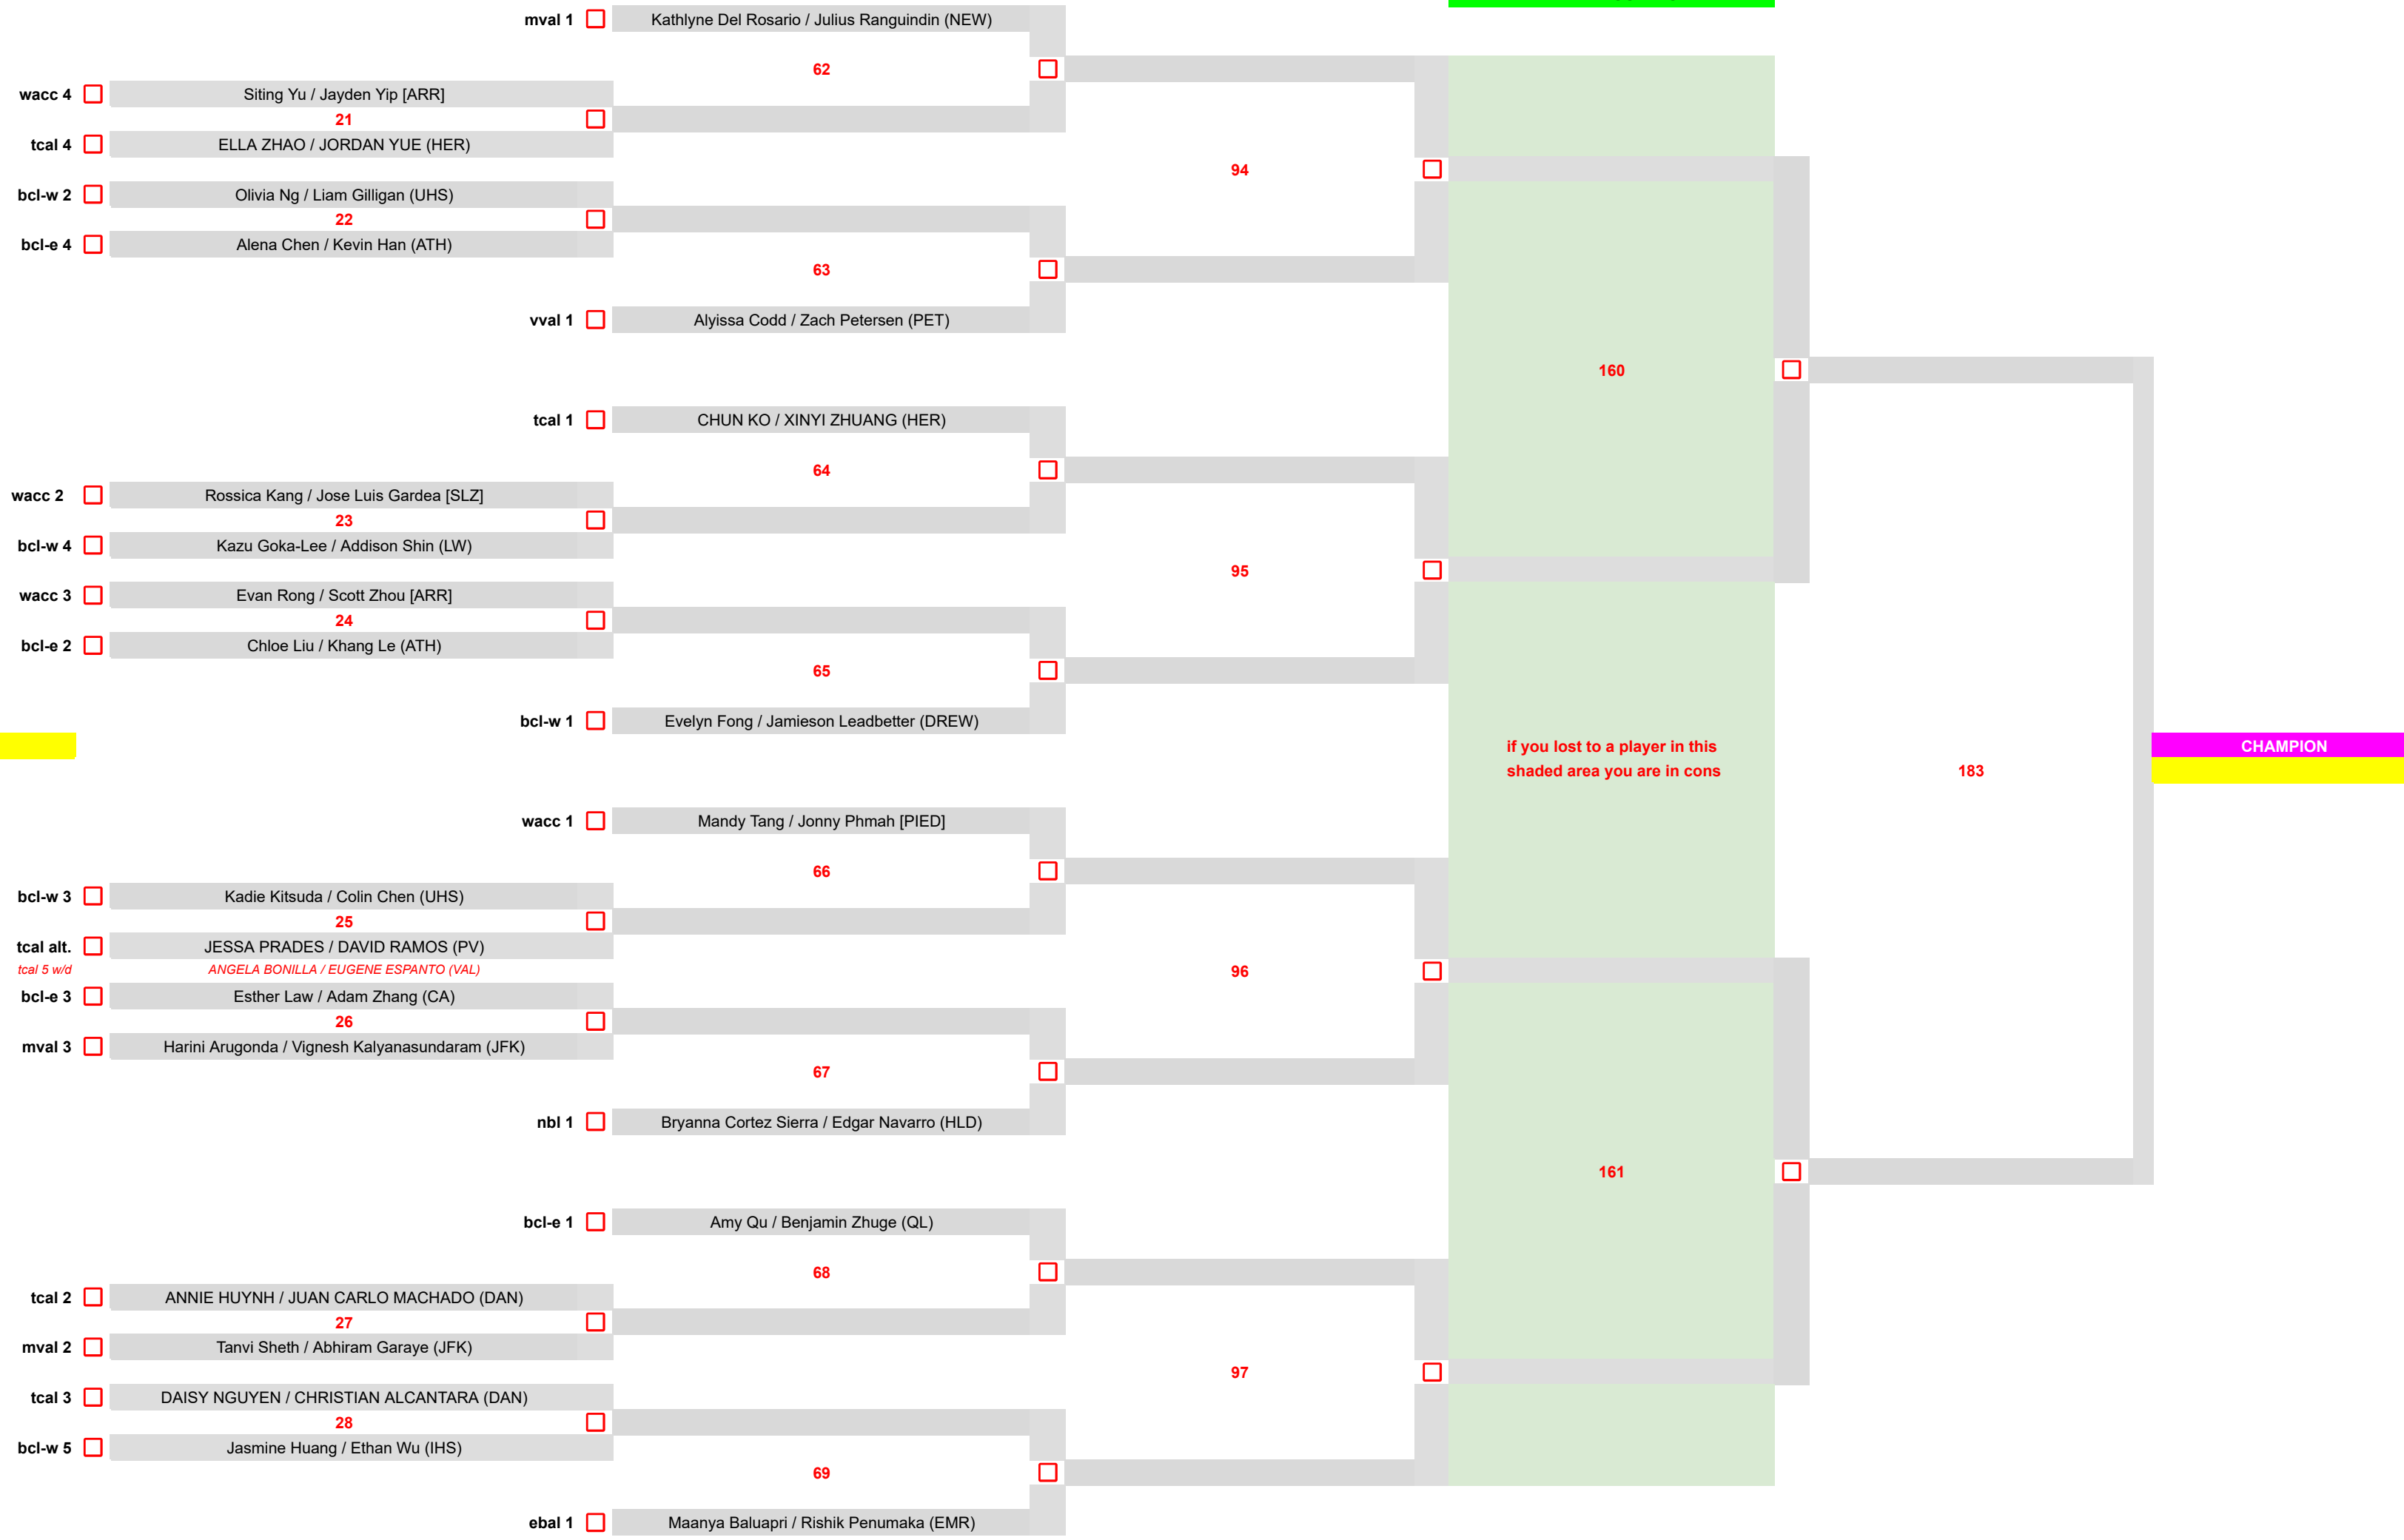 mval 1 Kathlyne Del Rosario / Julius Ranguindin (NEW)
62
wacc 4 Siting Yu / Jayden Yip [ARR]
21
tcal 4 ELLA ZHAO / JORDAN YUE (HER)
94
bcl-w 2 Olivia Ng / Liam Gilligan (UHS)
22
bcl-e 4 Alena Chen / Kevin Han (ATH)
63
vval 1 Alyissa Codd / Zach Petersen (PET)
160
tcal 1 CHUN KO / XINYI ZHUANG (HER)
64
wacc 2 Rossica Kang / Jose Luis Gardea [SLZ]
23
bcl-w 4 Kazu Goka-Lee / Addison Shin (LW)
95
wacc 3 Evan Rong / Scott Zhou [ARR]
24
bcl-e 2 Chloe Liu / Khang Le (ATH)
65
bcl-w 1 Evelyn Fong / Jamieson Leadbetter (DREW)
if you lost to a player in this
shaded area you are in cons
CHAMPION
183
wacc 1 Mandy Tang / Jonny Phmah [PIED]
66
bcl-w 3 Kadie Kitsuda / Colin Chen (UHS)
25
tcal alt. JESSA PRADES / DAVID RAMOS (PV)
tcal 5 w/d ANGELA BONILLA / EUGENE ESPANTO (VAL)
96
bcl-e 3 Esther Law / Adam Zhang (CA)
26
mval 3 Harini Arugonda / Vignesh Kalyanasundaram (JFK)
67
nbl 1 Bryanna Cortez Sierra / Edgar Navarro (HLD)
161
bcl-e 1 Amy Qu / Benjamin Zhuge (QL)
68
tcal 2 ANNIE HUYNH / JUAN CARLO MACHADO (DAN)
27
mval 2 Tanvi Sheth / Abhiram Garaye (JFK)
97
tcal 3 DAISY NGUYEN / CHRISTIAN ALCANTARA (DAN)
28
bcl-w 5 Jasmine Huang / Ethan Wu (IHS)
69
ebal 1 Maanya Baluapri / Rishik Penumaka (EMR)